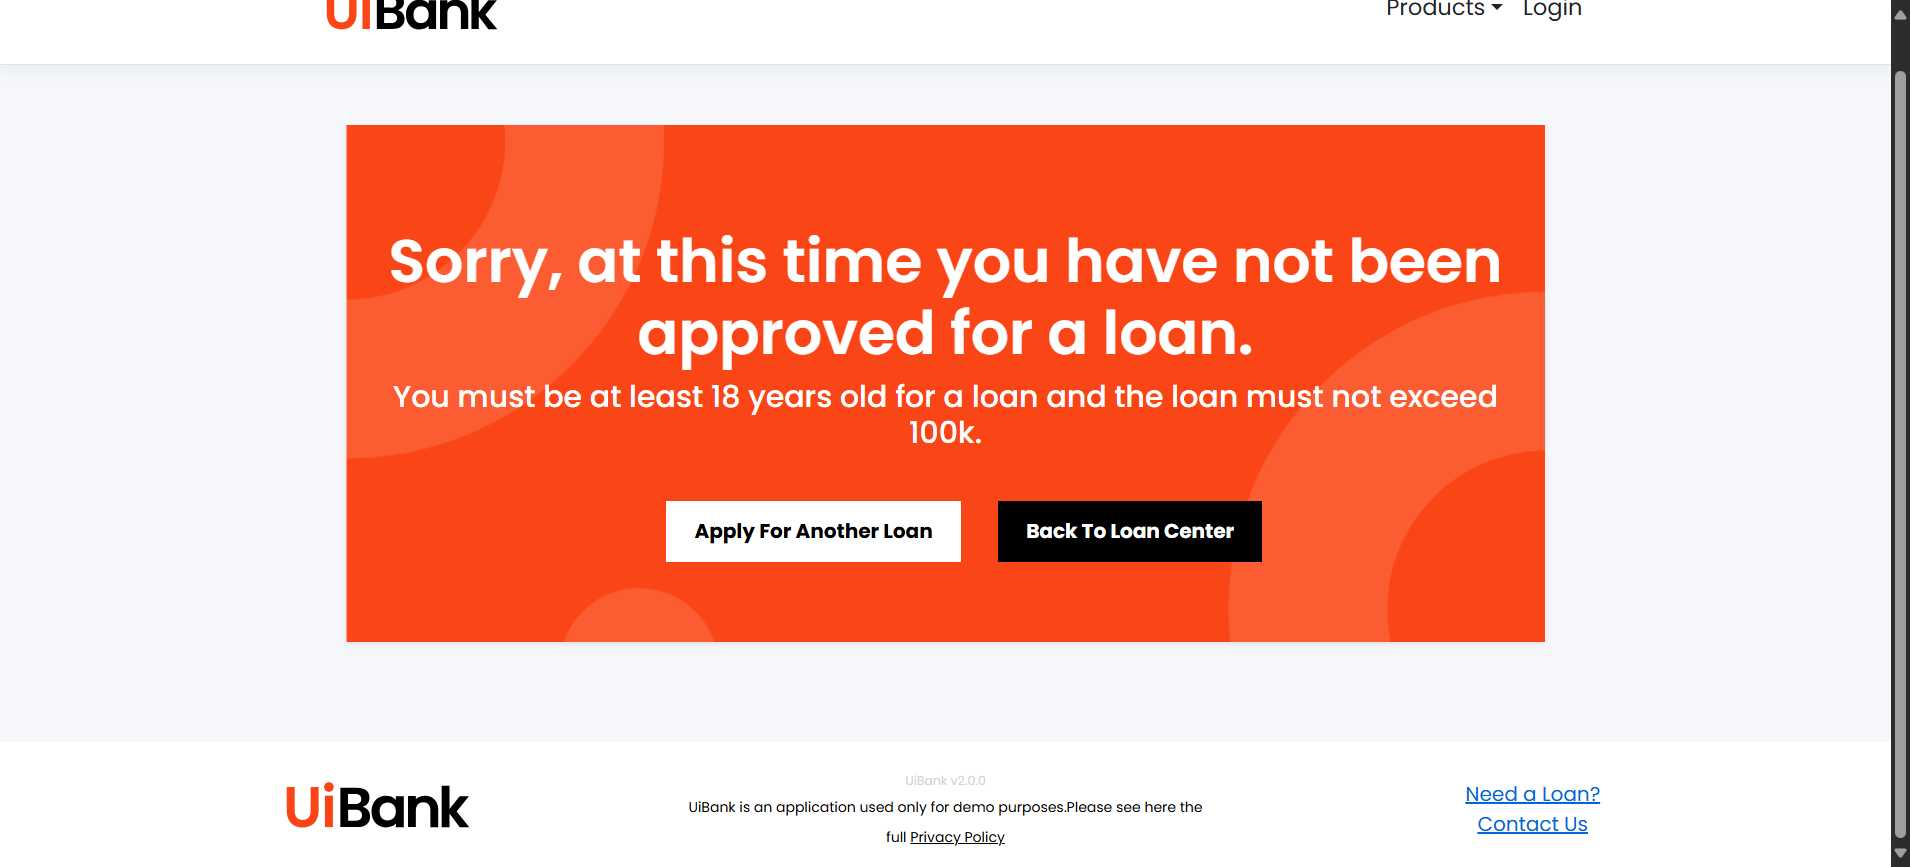 UiBank
Products Login
Sorry, at this time you have not been
approved for a loan.
You must be at least 18 years old for a loan and the loan must not exceed
100k.
Apply For Another Loan Back To Loan Center
UiBank
UiBank v2.0.0
UiBank is an application used only for demo purposes.Please see here the
full Privacy Policy
Need a Loan?
Contact Us